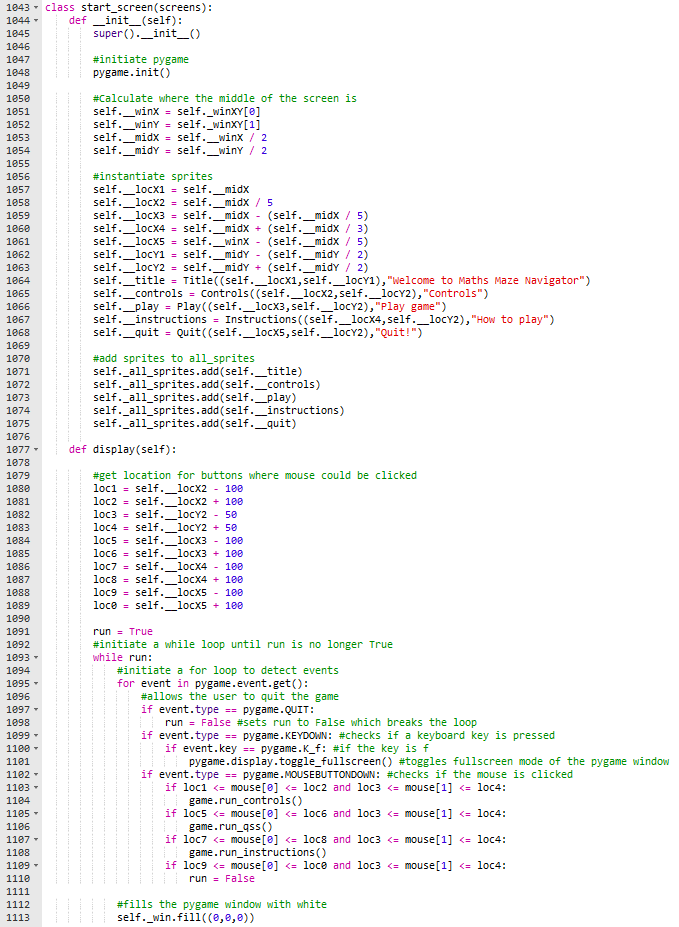 1043 class start_screen(screens):
1044     def __init__(self):
1045         super().__init__()
1046
1047         #initiate pygame
1048         pygame.init()
1049
1050         #Calculate where the middle of the screen is
1051         self.__winX = self._winXY[0]
1052         self.__winY = self._winXY[1]
1053         self.__midX = self.__winX / 2
1054         self.__midY = self.__winY / 2
1055
1056         #instantiate sprites
1057         self.__locX1 = self.__midX
1058         self.__locX2 = self.__midX / 5
1059         self.__locX3 = self.__midX - (self.__midX / 5)
1060         self.__locX4 = self.__midX + (self.__midX / 3)
1061         self.__locX5 = self.__winX - (self.__midX / 5)
1062         self.__locY1 = self.__midY - (self.__midY / 2)
1063         self.__locY2 = self.__midY + (self.__midY / 2)
1064         self.__title = Title((self.__locX1,self.__locY1),"Welcome to Maths Maze Navigator")
1065         self.__controls = Controls((self.__locX2,self.__locY2),"Controls")
1066         self.__play = Play((self.__locX3,self.__locY2),"Play game")
1067         self.__instructions = Instructions((self.__locX4,self.__locY2),"How to play")
1068         self.__quit = Quit((self.__locX5,self.__locY2),"Quit!")
1069
1070         #add sprites to all_sprites
1071         self._all_sprites.add(self.__title)
1072         self._all_sprites.add(self.__controls)
1073         self._all_sprites.add(self.__play)
1074         self._all_sprites.add(self.__instructions)
1075         self._all_sprites.add(self.__quit)
1076
1077     def display(self):
1078
1079         #get location for buttons where mouse could be clicked
1080         loc1 = self.__locX2 - 100
1081         loc2 = self.__locX2 + 100
1082         loc3 = self.__locY2 - 50
1083         loc4 = self.__locY2 + 50
1084         loc5 = self.__locX3 - 100
1085         loc6 = self.__locX3 + 100
1086         loc7 = self.__locX4 - 100
1087         loc8 = self.__locX4 + 100
1088         loc9 = self.__locX5 - 100
1089         loc0 = self.__locX5 + 100
1090
1091         run = True
1092         #initiate a while loop until run is no longer True
1093         while run:
1094             #initiate a for loop to detect events
1095             for event in pygame.event.get():
1096                 #allows the user to quit the game
1097                 if event.type == pygame.QUIT:
1098                     run = False #sets run to False which breaks the loop
1099                 if event.type == pygame.KEYDOWN: #checks if a keyboard key is pressed
1100                     if event.key == pygame.K_f: #if the key is f
1101                         pygame.display.toggle_fullscreen() #toggles fullscreen mode of the pygame window
1102                 if event.type == pygame.MOUSEBUTTONDOWN: #checks if the mouse is clicked
1103                     if loc1 <= mouse[0] <= loc2 and loc3 <= mouse[1] <= loc4:
1104                         game.run_controls()
1105                     if loc5 <= mouse[0] <= loc6 and loc3 <= mouse[1] <= loc4:
1106                         game.run_qss()
1107                     if loc7 <= mouse[0] <= loc8 and loc3 <= mouse[1] <= loc4:
1108                         game.run_instructions()
1109                     if loc9 <= mouse[0] <= loc0 and loc3 <= mouse[1] <= loc4:
1110                         run = False
1111
1112             #fills the pygame window with white
1113             self._win.fill((0,0,0))